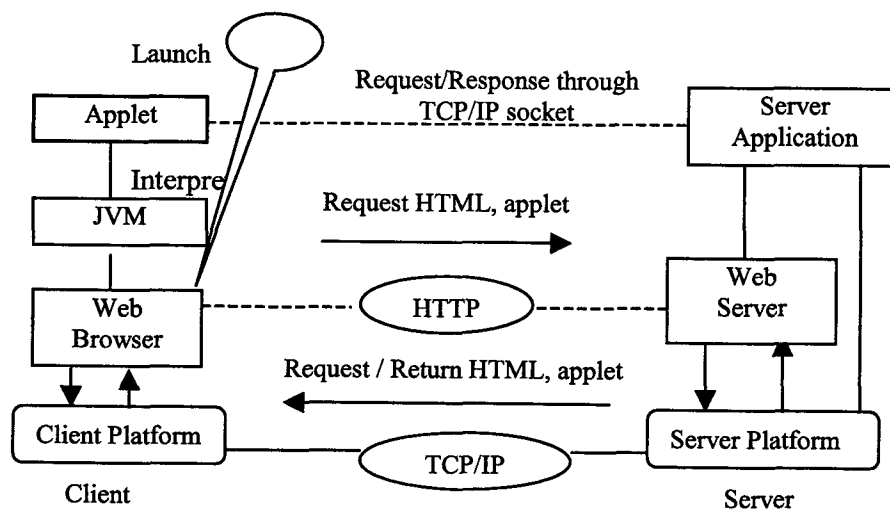 Launch
Request/Response through
TCP/IP socket
Applet
Server
Application
Interpre
JVM
Request HTML, applet
Web
Browser
HTTP
Web
Server
Request / Return HTML, applet
Client Platform
TCP/IP
Server Platform
Client
Server